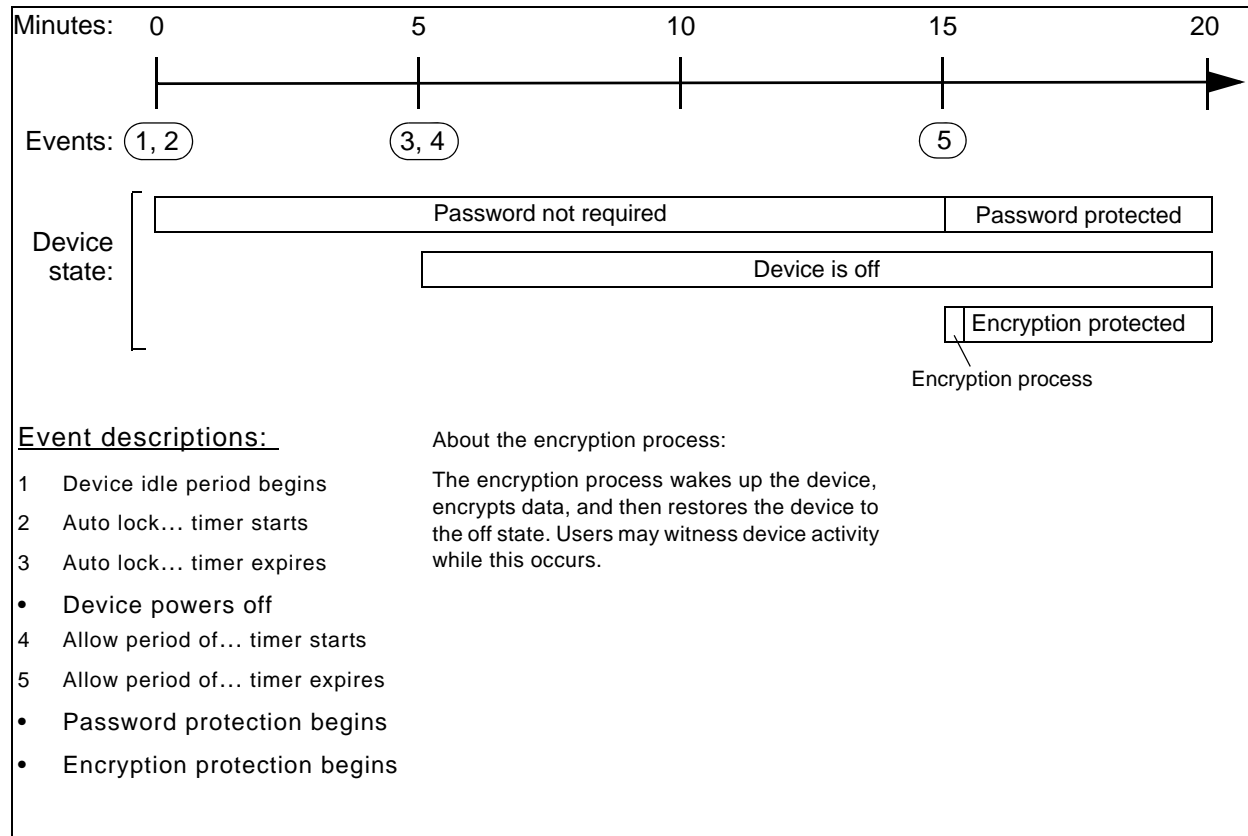 Minutes: 0 5 10 15 20
Events: 1, 2 3, 4 5
Device state:
Password not required Password protected
Device is off
Encryption protected
Encryption process
Event descriptions:
1 Device idle period begins
2 Auto lock... timer starts
3 Auto lock... timer expires
• Device powers off
4 Allow period of... timer starts
5 Allow period of... timer expires
• Password protection begins
• Encryption protection begins
About the encryption process:
The encryption process wakes up the device,
encrypts data, and then restores the device to
the off state. Users may witness device activity
while this occurs.